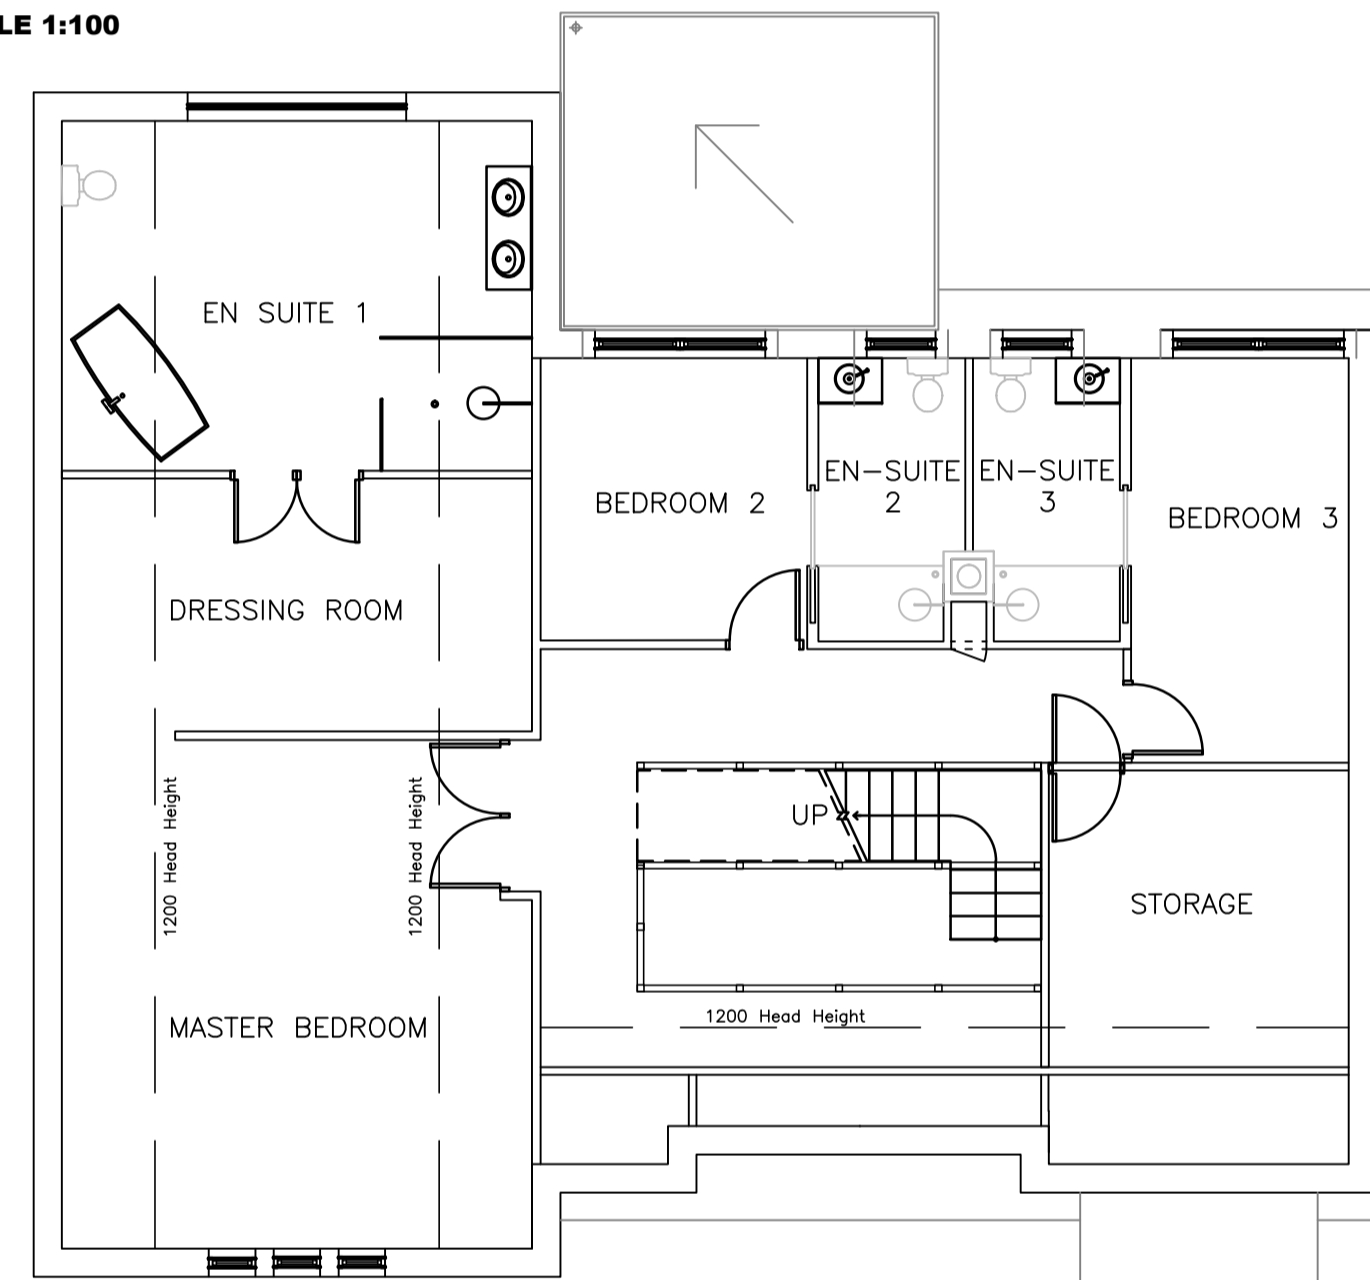 LE 1:100
EN SUITE 1
BEDROOM 2
EN-SUITE
2
EN-SUITE
3
BEDROOM 3
DRESSING ROOM
1200 Head Height
1200 Head Height
UP
STORAGE
1200 Head Height
MASTER BEDROOM